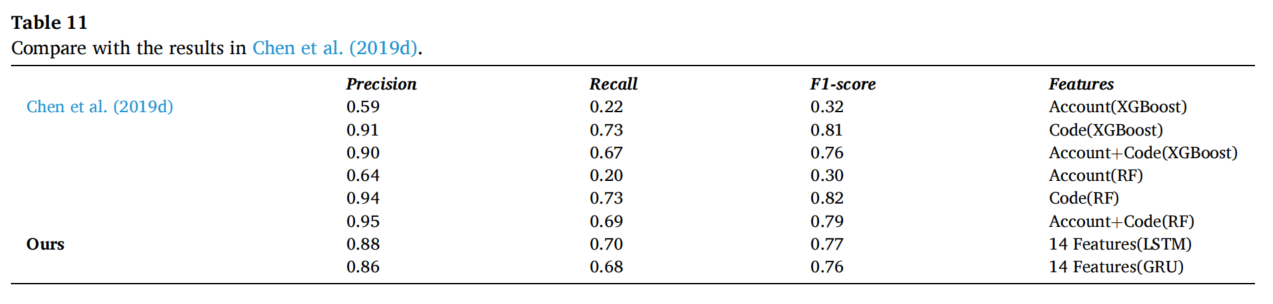 Table 11
Compare with the results in Chen et al. (2019d).
Precision Recall F1-score Features
Chen et al. (2019d) 0.59 0.22 0.32 Account(XGBoost)
0.91 0.73 0.81 Code(XGBoost)
0.90 0.67 0.76 Account+Code(XGBoost)
0.64 0.20 0.30 Account(RF)
0.94 0.73 0.82 Code(RF)
0.95 0.69 0.79 Account+Code(RF)
Ours 0.88 0.70 0.77 14 Features(LSTM)
0.86 0.68 0.76 14 Features(GRU)